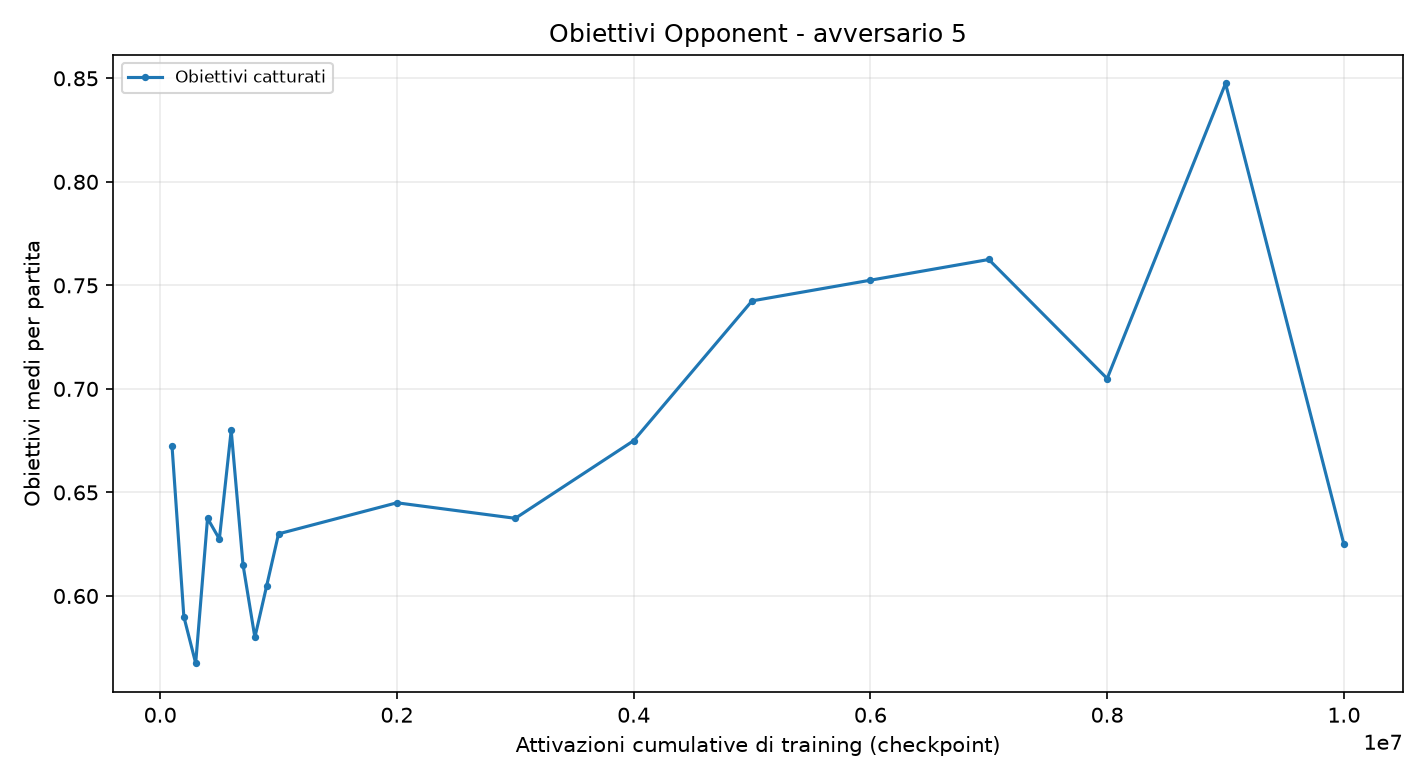 Obiettivi Opponent - avversario 5
Obiettivi catturati
Obiettivi medi per partita
0.85
0.80
0.75
0.70
0.65
0.60
0.0 0.2 0.4 0.6 0.8 1.0
1e7
Attivazioni cumulative di training (checkpoint)